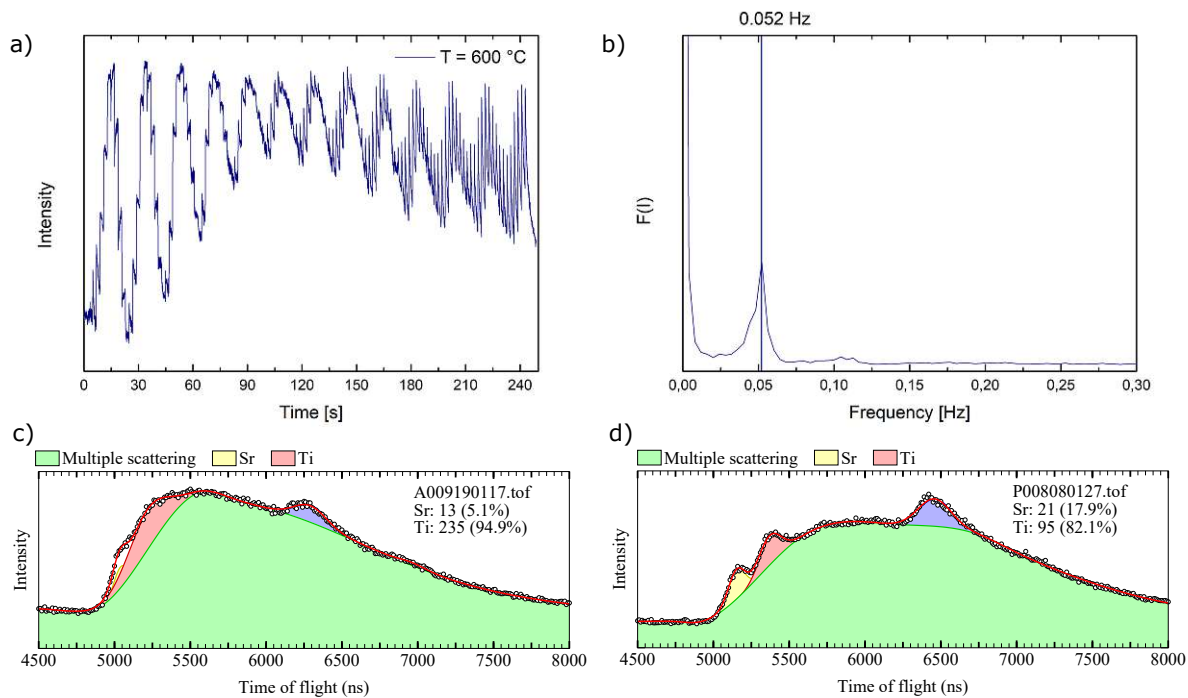 a)
T = 600 °C
Intensity
0 30 60 90 120 150 180 210 240
Time [s]
0.052 Hz
b)
F(I)
0,00 0,05 0,10 0,15 0,20 0,25 0,30
Frequency [Hz]
c)
Multiple scattering Sr Ti
A009190117.tof
Sr: 13 (5.1%)
Ti: 235 (94.9%)
Intensity
4500 5000 5500 6000 6500 7000 7500 8000
Time of flight (ns)
d)
Multiple scattering Sr Ti
P008080127.tof
Sr: 21 (17.9%)
Ti: 95 (82.1%)
Intensity
4500 5000 5500 6000 6500 7000 7500 8000
Time of flight (ns)